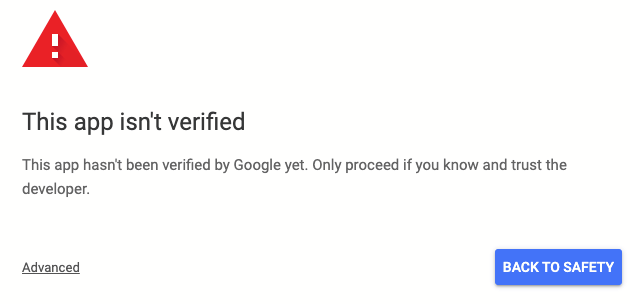 This app isn't verified
This app hasn't been verified by Google yet. Only proceed if you know and trust the
developer.
Advanced
BACK TO SAFETY